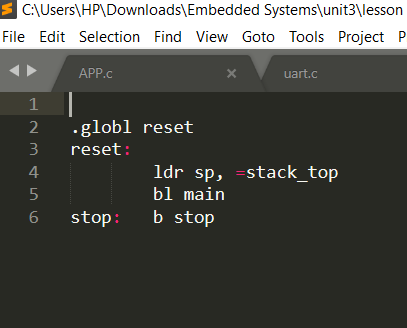 C:\Users\HP\Downloads\Embedded Systems\unit3\lesson
File Edit Selection Find View Goto Tools Project P
APP.c × uart.c
1
2 .globl reset
3 reset:
4 ldr sp, =stack_top
5 bl main
6 stop: b stop